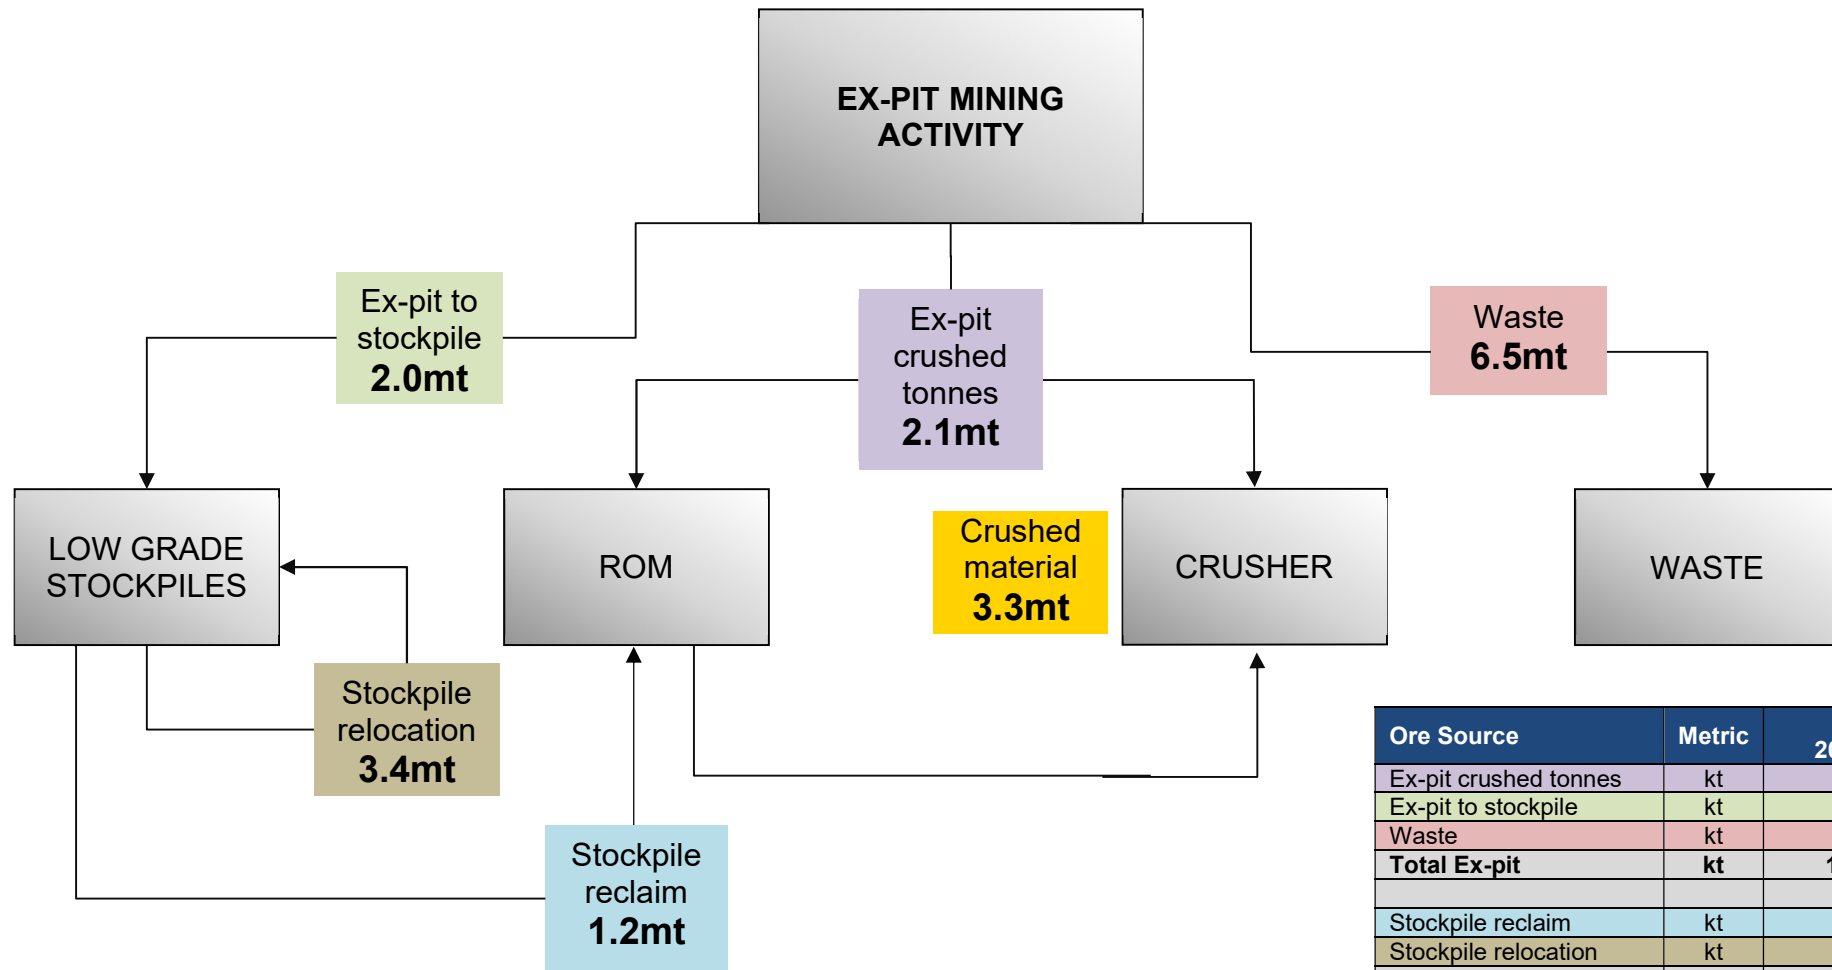 EX-PIT MINING
ACTIVITY
Ex-pit to
stockpile
2.0mt
Ex-pit
crushed
tonnes
2.1mt
Waste
6.5mt
LOW GRADE
STOCKPILES
ROM
Crushed
material
3.3mt
CRUSHER
WASTE
Stockpile
relocation
3.4mt
Stockpile
reclaim
1.2mt
Ore Source Metric
Ex-pit crushed tonnes kt
Ex-pit to stockpile kt
Waste kt
Total Ex-pit kt
Stockpile reclaim kt
Stockpile relocation kt